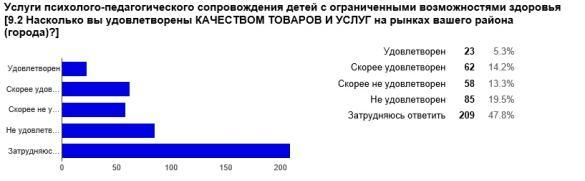 Услуги психолого-педагогического сопровождения детей с ограниченными возможностями здоровья
[9.2 Насколько вы удовлетворены КАЧЕСТВОМ ТОВАРОВ И УСЛУГ на рынках вашего района
(города)?]
Удовлетворен
Скорее удов...
Скорее не у...
Не удовлетв...
Затрудняюс...
0 50 100 150 200
Удовлетворен 23 5.3%
Скорее удовлетворен 62 14.2%
Скорее не удовлетворен 58 13.3%
Не удовлетворен 85 19.5%
Затрудняюсь ответить 209 47.8%